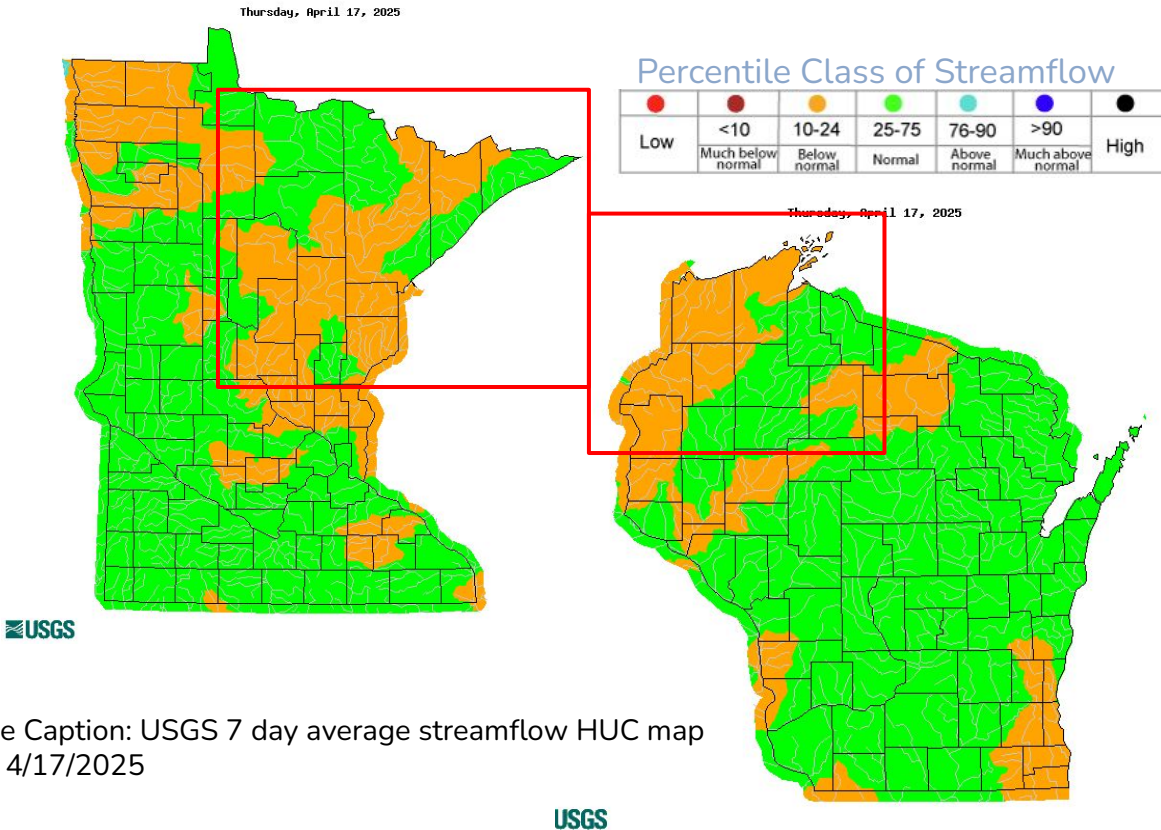 Thursday, April 17, 2025
Percentile Class of Streamflow
Low
<10
10-24
25-75
76-90
>90
High
Much below
normal
Below
normal
Normal
Above
normal
Much above
normal
Thursday, April 17, 2025
USGS
e Caption: USGS 7 day average streamflow HUC map
4/17/2025
USGS